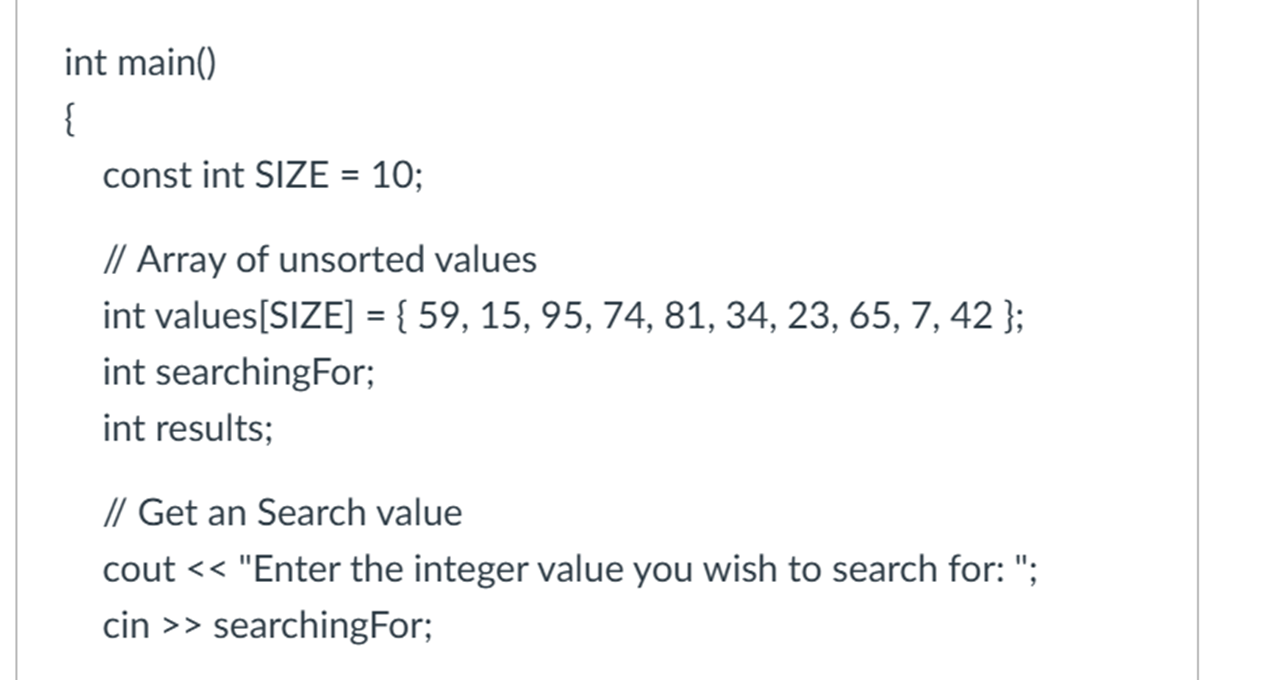 int main()
{
const int SIZE = 10;
// Array of unsorted values
int values[SIZE] = { 59, 15, 95, 74, 81, 34, 23, 65, 7, 42 };
int searchingFor;
int results;
// Get an Search value
cout << "Enter the integer value you wish to search for: ";
cin >> searchingFor;